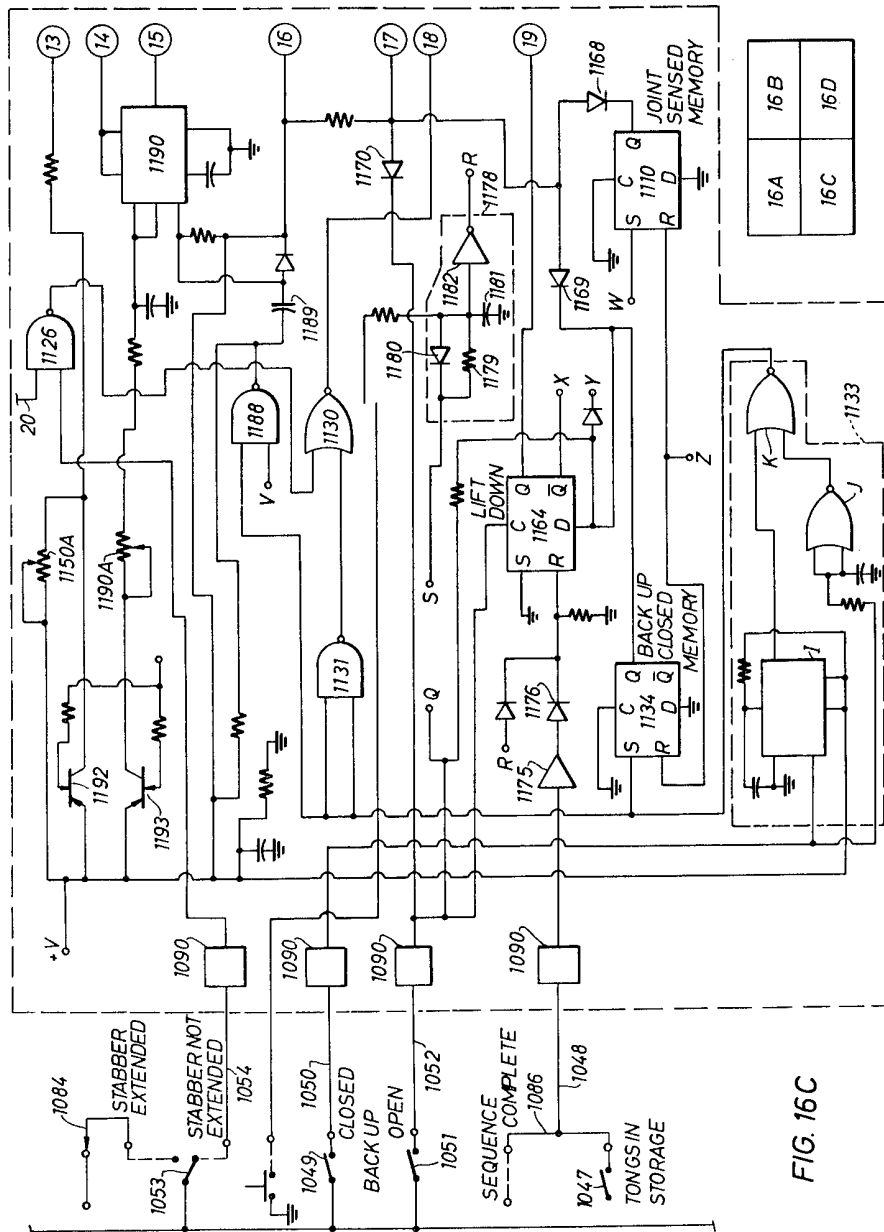 13
14
15
16
17
18
19
20
1126
1150A
1190A
1190
1192
1193
+V
1189
1188
V
1130
1131
1170
1182
R
1178
1180
1179
1181
S
Q
LIFT DOWN
S C Q
1164
R D Q
X
Y
1169
1168
JOINT SENSED MEMORY
S C Q
1110
R D
W
Z
R
1175
1176
BACK UP CLOSED MEMORY
S C Q
1134
R D Q
1133
K
J
I
1090
1090
1090
1090
1084
STABBER EXTENDED
1053
STABBER NOT EXTENDED
1054
1050
CLOSED
1049
BACK UP
1052
OPEN
1051
SEQUENCE COMPLETE
1086
1048
1047
TONGS IN STORAGE
16A 16B
16C 16D
FIG. 16C